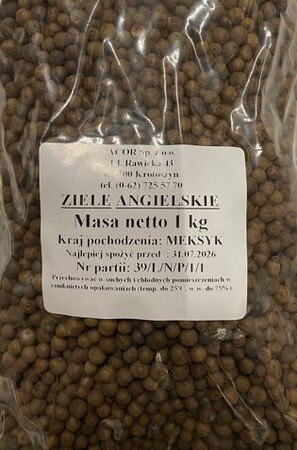 ACOR Sp. z o.o.
Ul. Rawicka 43
700 Krotoszyn
tel. (0-62) 725 57 70
ZIELE ANGIELSKIE
Masa netto 1 kg
Kraj pochodzenia: MEKSYK
Najlepiej spożyć przed : 31.07.2026
Nr partii: 39/L/N/P/1/1
Przechowywać w suchych i chłodnych pomieszczeniach w
zamkniętych opakowaniach (temp. do 25°C, w. w. do 75% ).